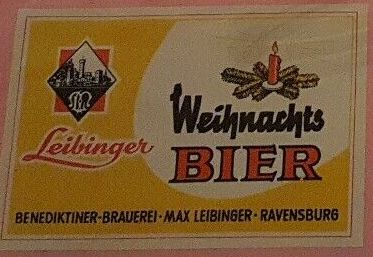 Leibinger
Weihnachts
BIER
BENEDIKTINER-BRAUEREI · MAX LEIBINGER · RAVENSBURG